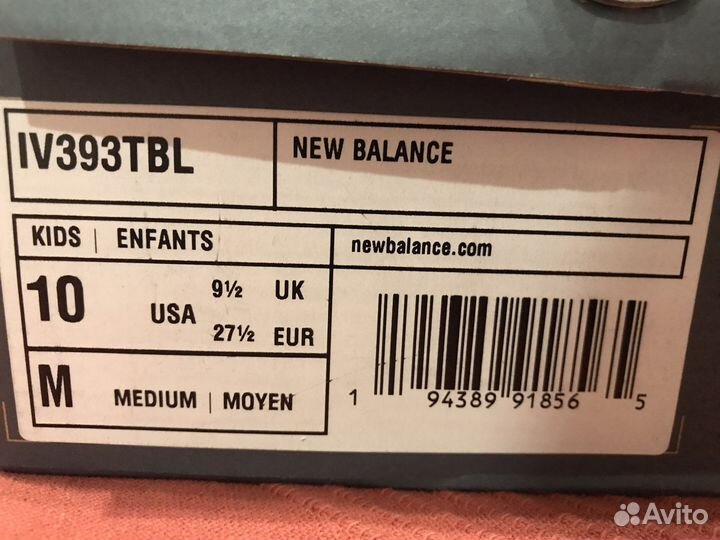 IV393TBL
NEW BALANCE
KIDS | ENFANTS
newbalance.com
10 USA 9½ UK
27½ EUR
M MEDIUM | MOYEN
1 94389 91856 5
Avito